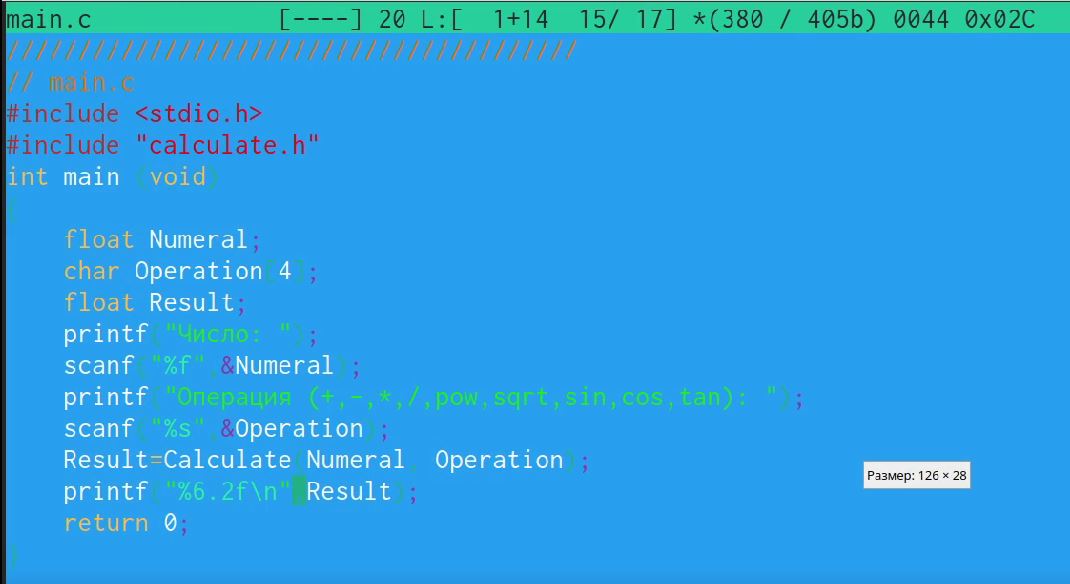 main.c [----] 20 L:[ 1+14 15/ 17] *(380 / 405b) 0044 0x02C
////////////////////////////////////////
// main.c
#include <stdio.h>
#include "calculate.h"
int main (void)
{
float Numeral;
char Operation[4];
float Result;
printf("Число: ");
scanf("%f",&Numeral);
printf("Операция (+,-,*,/,pow,sqrt,sin,cos,tan): ");
scanf("%s",&Operation);
Result=Calculate(Numeral, Operation);
printf("%6.2f\n",Result);
return 0;
}
Размер: 126 × 28